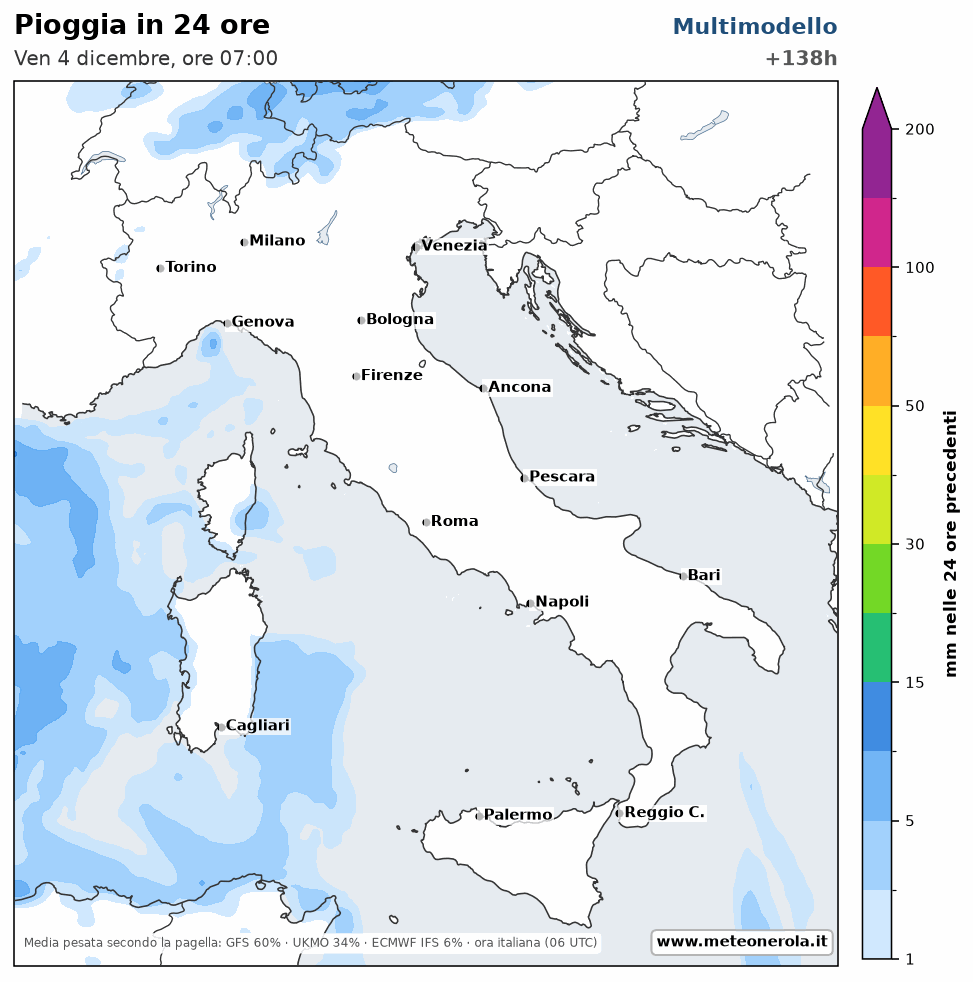 Pioggia in 24 ore
Multimodello
Ven 4 dicembre, ore 07:00
+138h
Milano
Venezia
Torino
Genova
Bologna
Firenze
Ancona
Pescara
Roma
Bari
Napoli
Cagliari
Palermo
Reggio C.
200
100
50
30
15
5
1
mm nelle 24 ore precedenti
Media pesata secondo la pagella: GFS 60% · UKMO 34% · ECMWF IFS 6% · ora italiana (06 UTC)
www.meteonerola.it